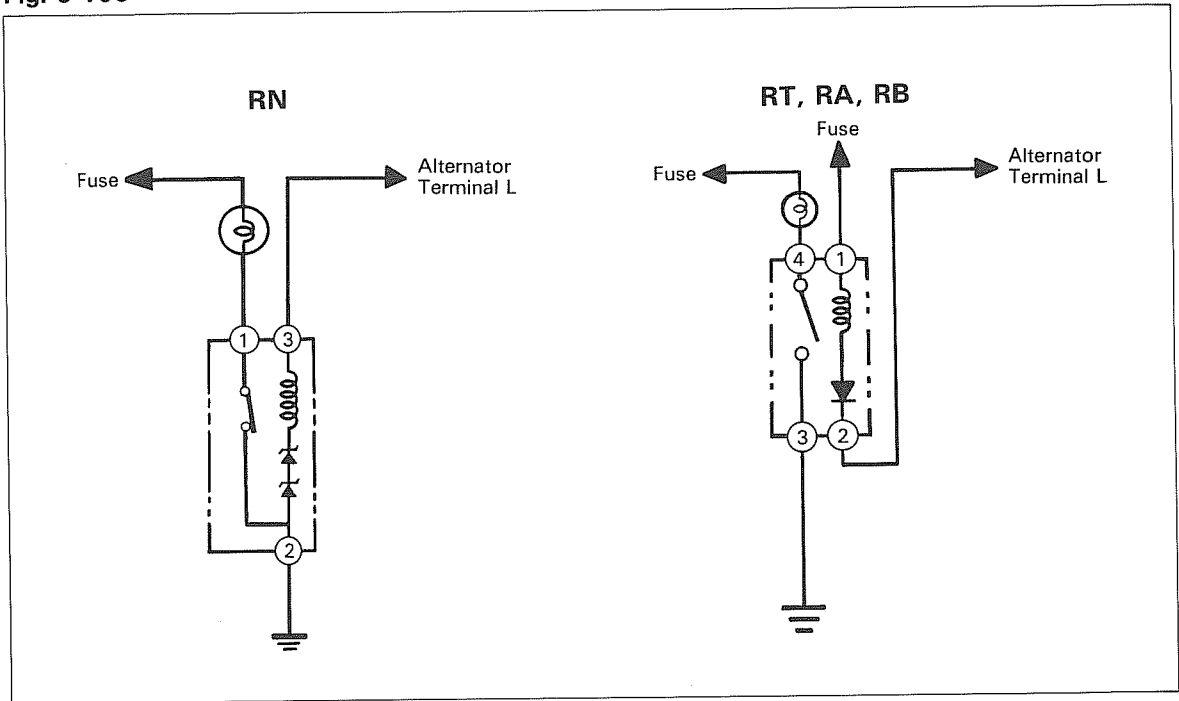 RN
Fuse
Alternator
Terminal L
1
3
2
RT, RA, RB
Fuse
Fuse
Alternator
Terminal L
4
1
3
2